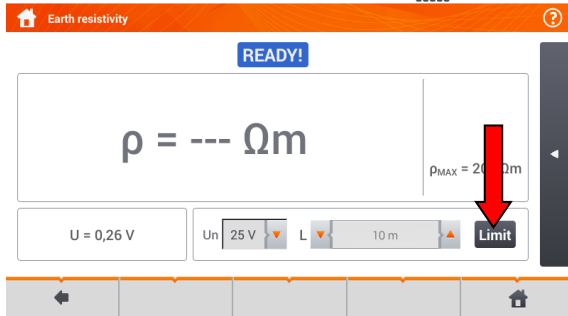 Earth resistivity
READY!
ρ = --- Ωm
ρMAX = 20 Ωm
U = 0,26 V
Un 25 V L 10 m Limit